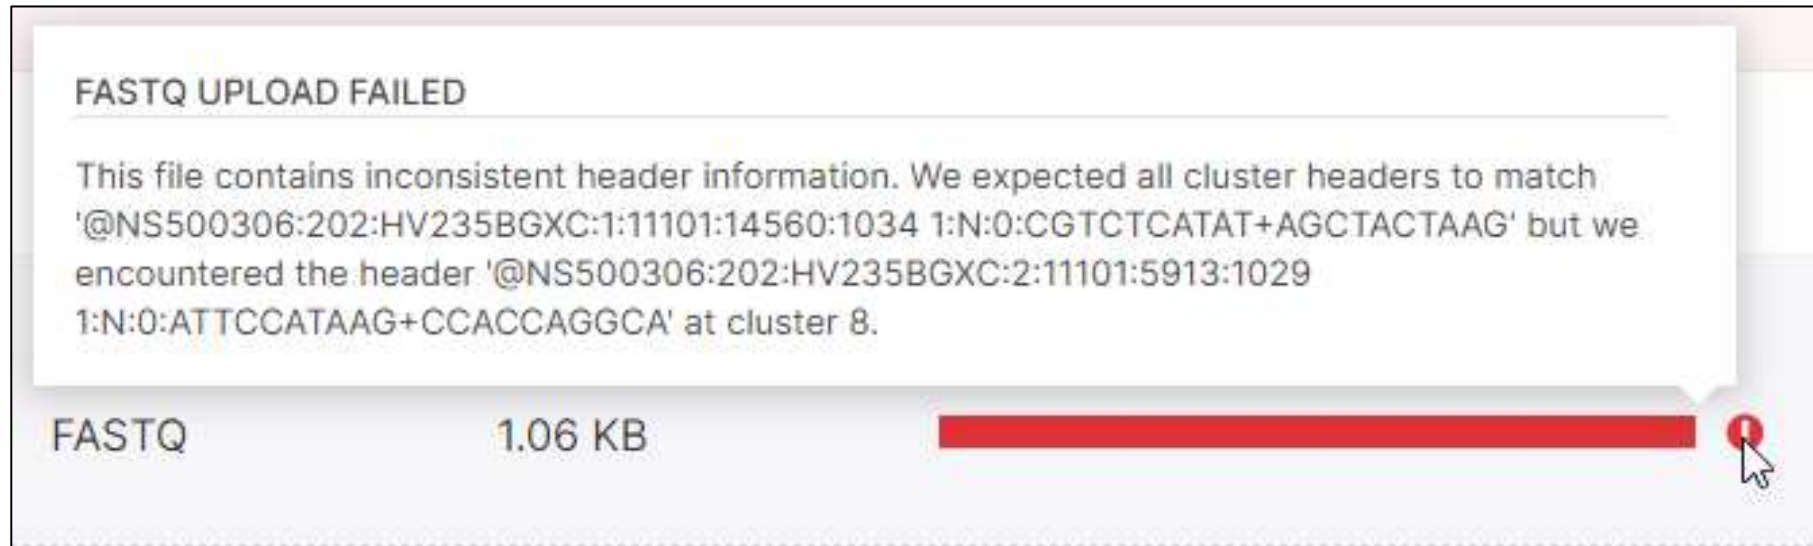 FASTQ UPLOAD FAILED
This file contains inconsistent header information. We expected all cluster headers to match
'@NS500306:202:HV235BGXC:1:11101:14560:1034 1:N:0:CGTCTCATAT+AGCTACTAAG' but we
encountered the header '@NS500306:202:HV235BGXC:2:11101:5913:1029
1:N:0:ATTCCATAAG+CCACCAGGCA' at cluster 8.
FASTQ 1.06 KB